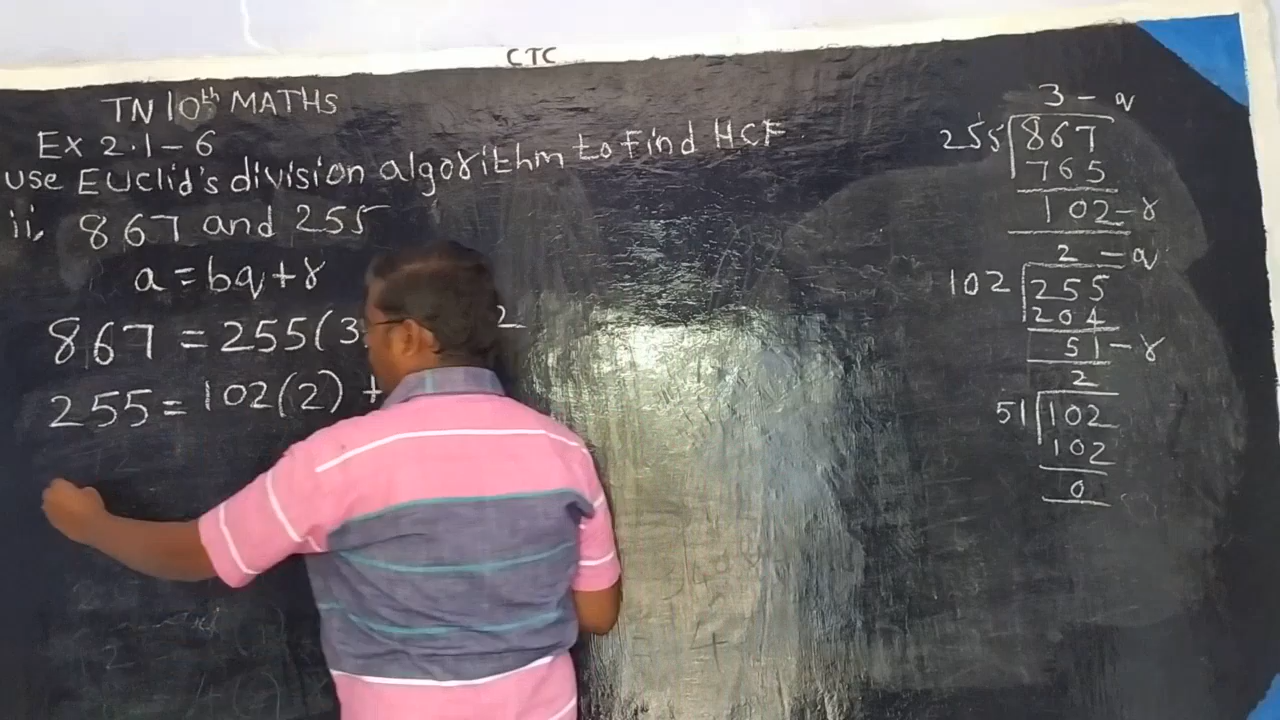 CTC
TN 10th MATHS
Ex 2.1-6
use Euclid's division algorithm to find HCF
ii, 867 and 255
a = bq + r
867 = 255(3 2
255 = 102(2) +
3 - q
255 867
765
102 - r
2 - q
102 255
204
51 - r
2
51 102
102
0